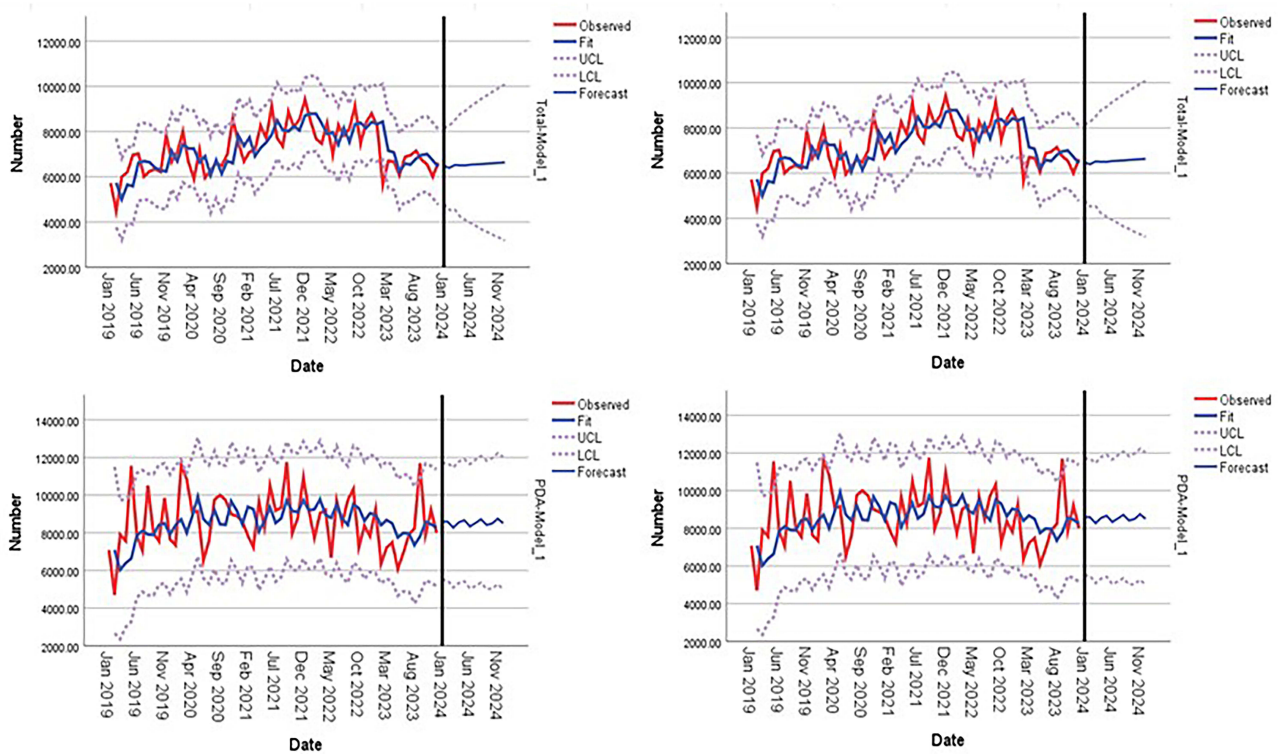 Number
12000.00
10000.00
8000.00
6000.00
4000.00
2000.00
Jan 2019
Jun 2019
Nov 2019
Apr 2020
Sep 2020
Feb 2021
Jul 2021
Dec 2021
May 2022
Oct 2022
Mar 2023
Aug 2023
Jan 2024
Jun 2024
Nov 2024
Date
Total-Model_1
Observed
Fit
UCL
LCL
Forecast
Number
12000.00
10000.00
8000.00
6000.00
4000.00
2000.00
Jan 2019
Jun 2019
Nov 2019
Apr 2020
Sep 2020
Feb 2021
Jul 2021
Dec 2021
May 2022
Oct 2022
Mar 2023
Aug 2023
Jan 2024
Jun 2024
Nov 2024
Date
Total-Model_1
Observed
Fit
UCL
LCL
Forecast
Number
14000.00
12000.00
10000.00
8000.00
6000.00
4000.00
2000.00
Jan 2019
Jun 2019
Nov 2019
Apr 2020
Sep 2020
Feb 2021
Jul 2021
Dec 2021
May 2022
Oct 2022
Mar 2023
Aug 2023
Jan 2024
Jun 2024
Nov 2024
Date
PDA-Model_1
Observed
Fit
UCL
LCL
Forecast
Number
14000.00
12000.00
10000.00
8000.00
6000.00
4000.00
2000.00
Jan 2019
Jun 2019
Nov 2019
Apr 2020
Sep 2020
Feb 2021
Jul 2021
Dec 2021
May 2022
Oct 2022
Mar 2023
Aug 2023
Jan 2024
Jun 2024
Nov 2024
Date
PDA-Model_1
Observed
Fit
UCL
LCL
Forecast